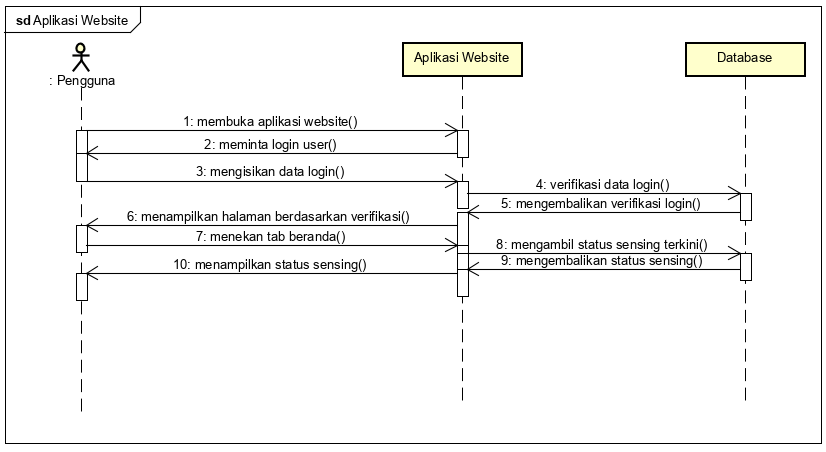 sd Aplikasi Website
: Pengguna
Aplikasi Website
Database
1: membuka aplikasi website()
2: meminta login user()
3: mengisikan data login()
4: verifikasi data login()
5: mengembalikan verifikasi login()
6: menampilkan halaman berdasarkan verifikasi()
7: menekan tab beranda()
8: mengambil status sensing terkini()
9: mengembalikan status sensing()
10: menampilkan status sensing()